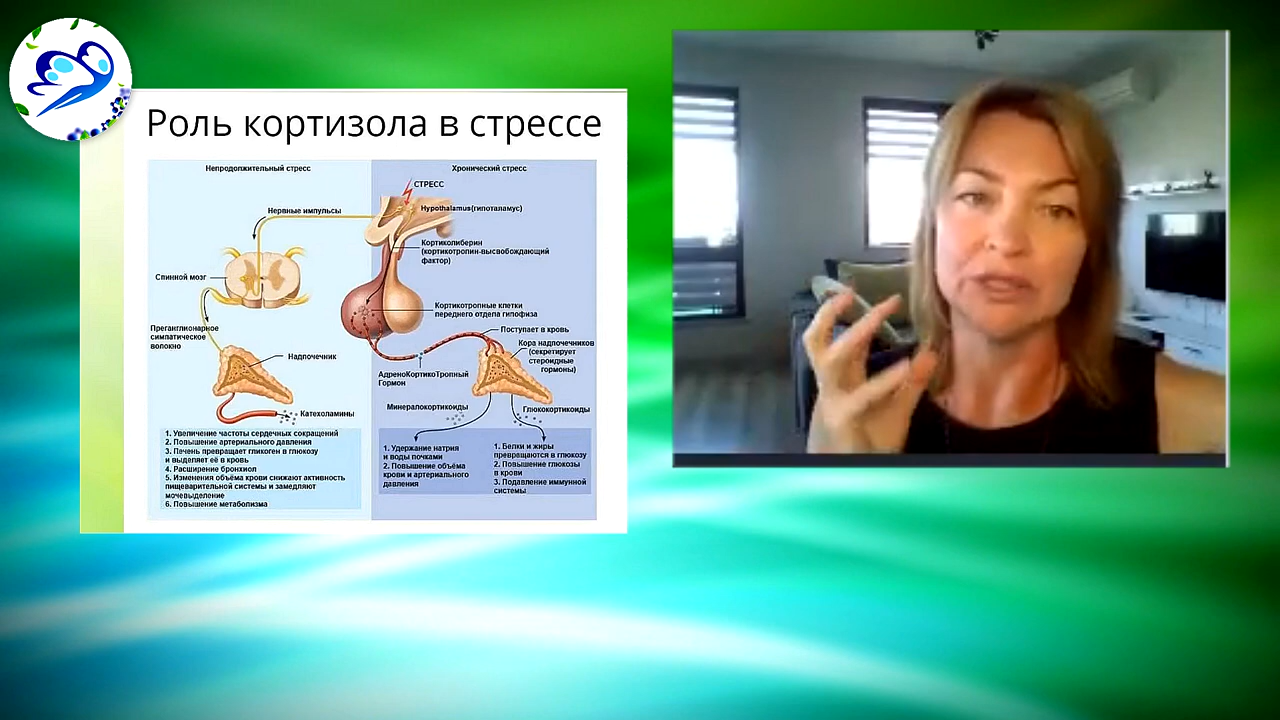 Роль кортизола в стрессе
Непродолжительный стресс
Хронический стресс
СТРЕСС
Нервные импульсы
Hypothalamus(гипоталамус)
Кортиколиберин
(кортикотропин-высвобождающий
фактор)
Спинной мозг
Кортикотропные клетки
переднего отдела гипофиза
Преганглионарное
симпатическое
волокно
Поступает в кровь
Кора надпочечников
(секретирует
стероидные
гормоны)
Надпочечник
АдреноКортикоТропный
Гормон
Катехоламины
Минералокортикоиды
Глюкокортикоиды
1. Увеличение частоты сердечных сокращений
2. Повышение артериального давления
3. Печень превращает гликоген в глюкозу
и выделяет её в кровь
4. Расширение бронхиол
5. Изменения объёма крови снижают активность
пищеварительной системы и замедляют
мочевыделение
6. Повышение метаболизма
1. Удержание натрия
и воды почками
2. Повышение объёма
крови и артериального
давления
1. Белки и жиры
превращаются в глюкозу
2. Повышение глюкозы
в крови
3. Подавление иммунной
системы